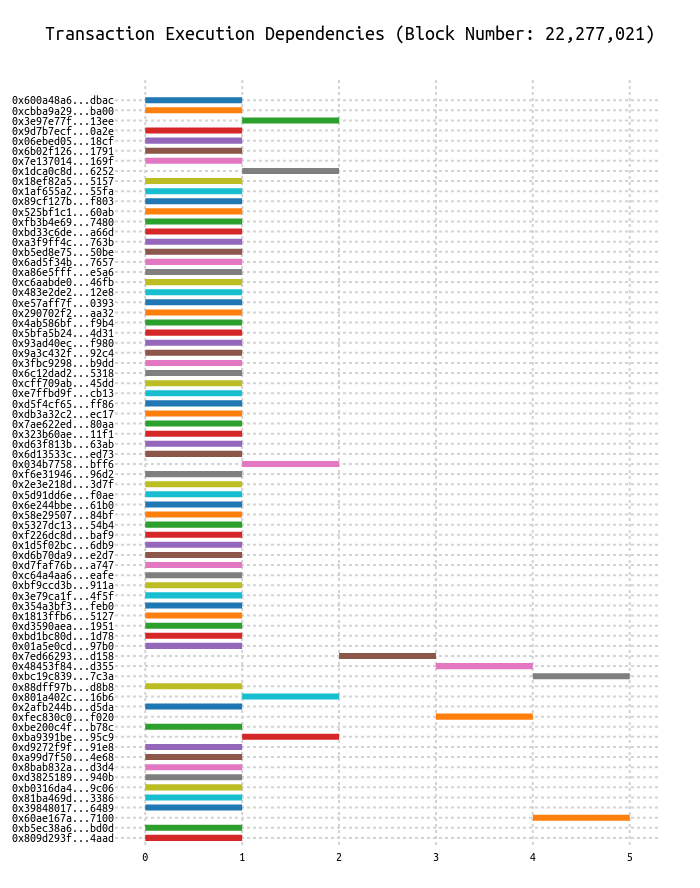 Transaction Execution Dependencies (Block Number: 22,277,021)
0x600a48a6...dbac
0xcbba9a29...ba00
0x3e97e77f...13ee
0x9d7b7ecf...0a2e
0x06ebed05...18cf
0x6b02f126...1791
0x7e137014...169f
0x1dca0c8d...6252
0x18ef82a5...5157
0x1af655a2...55fa
0x89cf127b...f803
0x525bf1c1...60ab
0xfb3b4e69...7480
0xbd33c6de...a66d
0xa3f9ff4c...763b
0xb5ed8e75...50be
0x6ad5f34b...7657
0xa86e5fff...e5a6
0xc6aabde0...46fb
0x483e2de2...12e8
0xe57aff7f...0393
0x290702f2...aa32
0x4ab586bf...f9b4
0x5bfa5b24...4d31
0x93ad40ec...f980
0x9a3c432f...92c4
0x3fbc9298...b9dd
0x6c12dad2...5318
0xcff709ab...45dd
0xe7ffbd9f...cb13
0xd5f4cf65...ff86
0xdb3a32c2...ec17
0x7ae622ed...80aa
0x323b60ae...11f1
0xd63f813b...63ab
0x6d13533c...ed73
0x034b7758...bff6
0xf6e31946...96d2
0x2e3e218d...3d7f
0x5d91dd6e...f0ae
0x6e244bbe...61b0
0x58e29507...84bf
0x5327dc13...54b4
0xf226dc8d...baf9
0x1d5f02bc...6db9
0xd6b70da9...e2d7
0xd7faf76b...a747
0xc64a4aa6...eafe
0xbf9ccd3b...911a
0x3e79ca1f...4f5f
0x354a3bf3...feb0
0x1813ffb6...5127
0xd3590aea...1951
0xbd1bc80d...1d78
0x01a5e0cd...97b0
0x7ed66293...d158
0x48453f84...d355
0xbc19c839...7c3a
0x88dff97b...d8b8
0x801a402c...16b6
0x2afb244b...d5da
0xfec830c0...f020
0xbe200c4f...b78c
0xba9391be...95c9
0xd9272f9f...91e8
0xa99d7f50...4e68
0x8bab832a...d3d4
0xd3825189...940b
0xb0316da4...9c06
0x81ba469d...3386
0x39848017...6489
0x60ae167a...7100
0xb5ec38a6...bd0d
0x809d293f...4aad
0 1 2 3 4 5